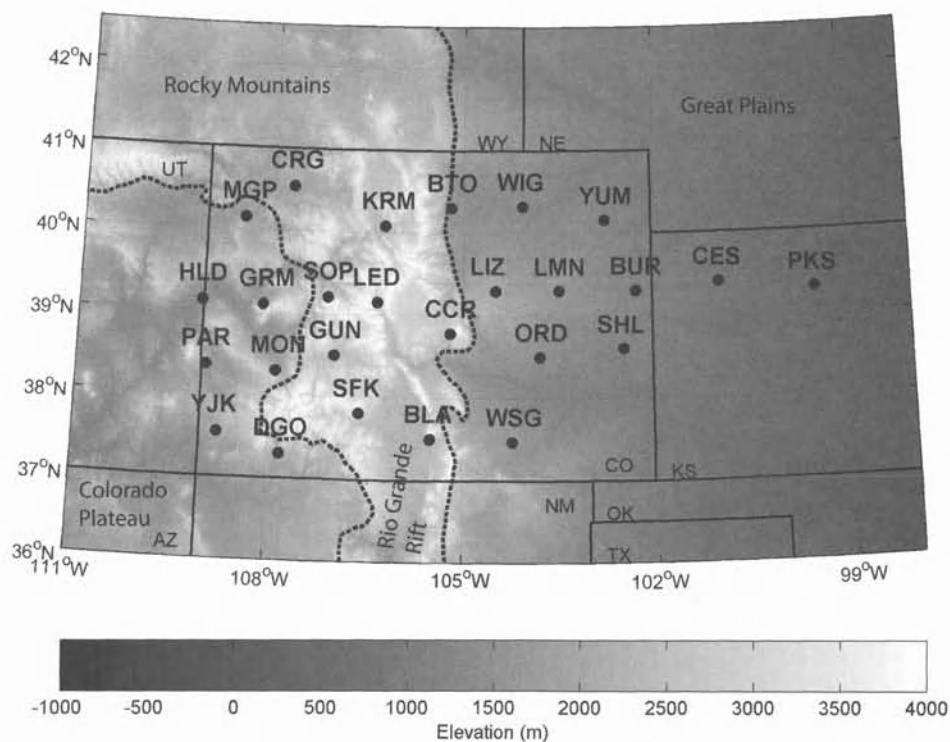 42°N
Rocky Mountains
Great Plains
41°N
WY
NE
UT
CRG
MGP
KRM
BTO
WIG
YUM
40°N
HLD
GRM
SOP
LED
LIZ
LMN
BUR
CES
PKS
39°N
CCR
PAR
MON
GUN
ORD
SHL
38°N
YJK
SFK
DGO
BLA
WSG
37°N
CO
KS
Colorado
Plateau
AZ
Rio Grande
Rift
NM
OK
TX
36°N
111°W
108°W
105°W
102°W
99°W
-1000 -500 0 500 1000 1500 2000 2500 3000 3500 4000
Elevation (m)